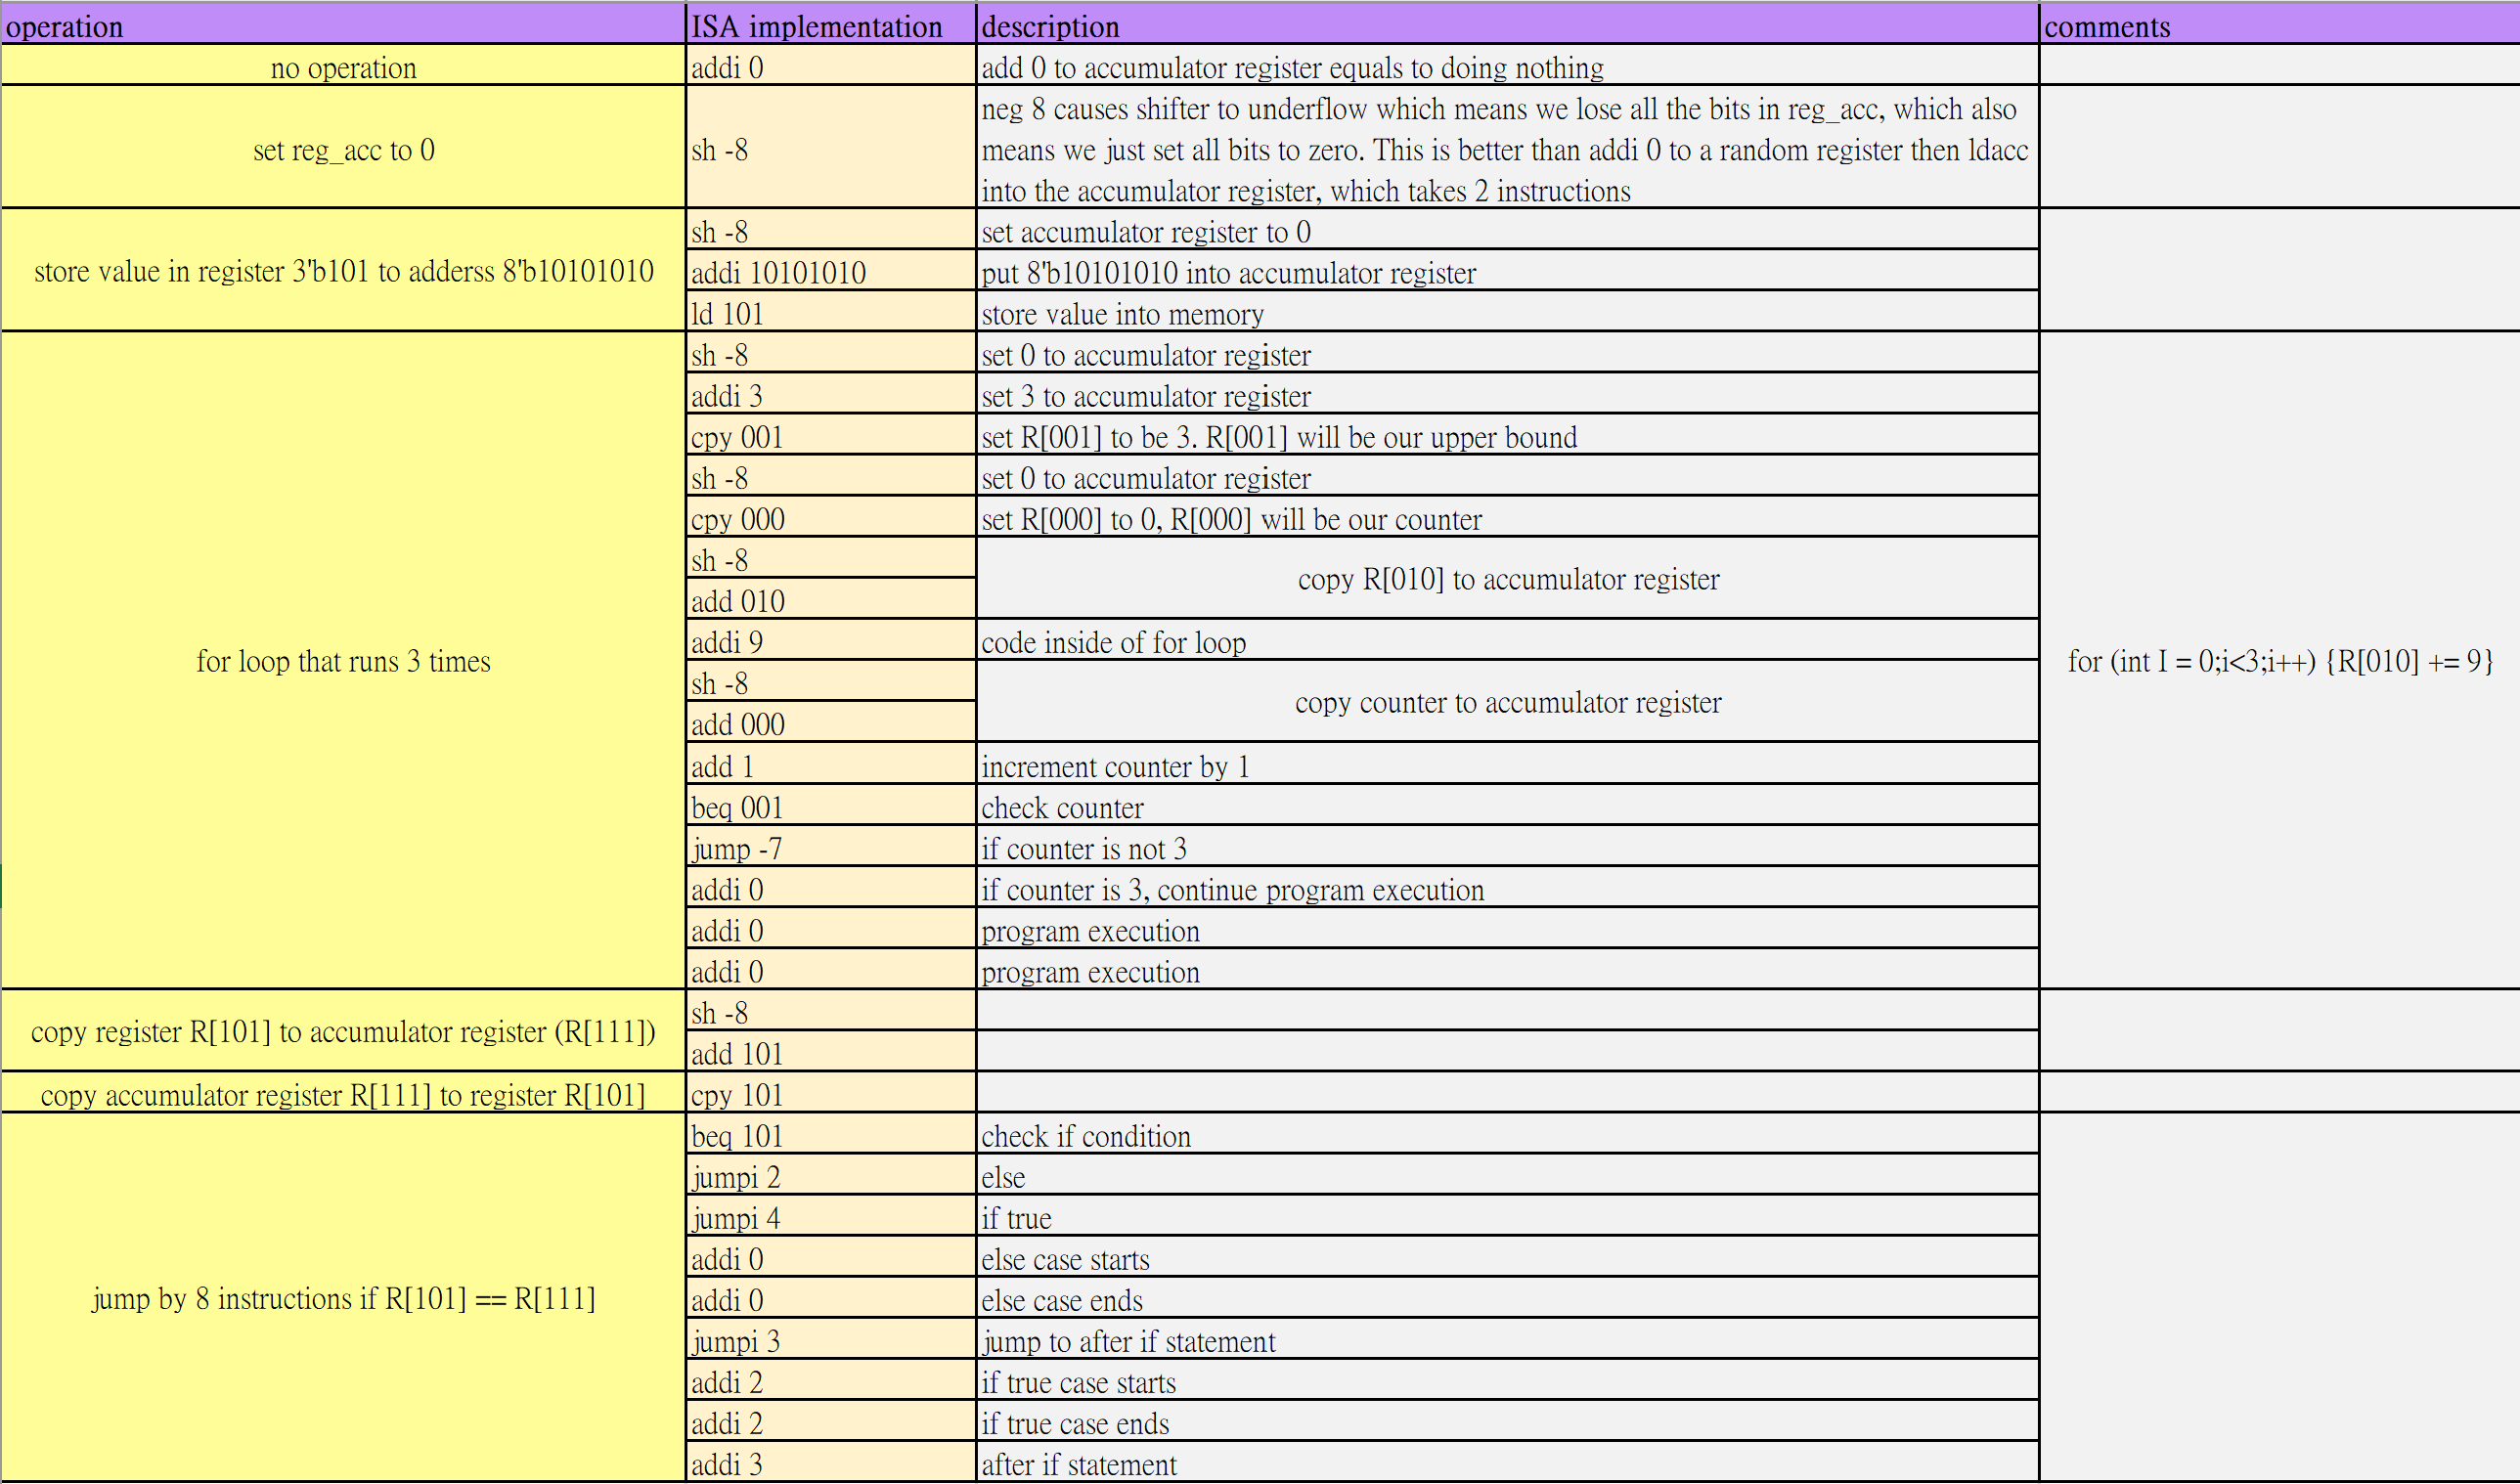 operation ISA implementation description comments
no operation addi 0 add 0 to accumulator register equals to doing nothing
set reg_acc to 0 sh -8 neg 8 causes shifter to underflow which means we lose all the bits in reg_acc, which also
means we just set all bits to zero. This is better than addi 0 to a random register then ldacc
into the accumulator register, which takes 2 instructions
store value in register 3'b101 to adderss 8'b10101010
sh -8 set accumulator register to 0
addi 10101010 put 8'b10101010 into accumulator register
ld 101 store value into memory
for loop that runs 3 times
sh -8 set 0 to accumulator register
addi 3 set 3 to accumulator register
cpy 001 set R[001] to be 3. R[001] will be our upper bound
sh -8 set 0 to accumulator register
cpy 000 set R[000] to 0, R[000] will be our counter
sh -8
add 010
copy R[010] to accumulator register
addi 9 code inside of for loop
sh -8
add 000
copy counter to accumulator register
add 1 increment counter by 1
beq 001 check counter
jump -7 if counter is not 3
addi 0 if counter is 3, continue program execution
addi 0 program execution
addi 0 program execution
for (int I = 0;i<3;i++) {R[010] += 9}
copy register R[101] to accumulator register (R[111])
sh -8
add 101
copy accumulator register R[111] to register R[101] cpy 101
jump by 8 instructions if R[101] == R[111]
beq 101 check if condition
jumpi 2 else
jumpi 4 if true
addi 0 else case starts
addi 0 else case ends
jumpi 3 jump to after if statement
addi 2 if true case starts
addi 2 if true case ends
addi 3 after if statement